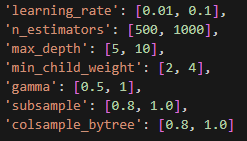 'learning_rate': [0.01, 0.1],
'n_estimators': [500, 1000],
'max_depth': [5, 10],
'min_child_weight': [2, 4],
'gamma': [0.5, 1],
'subsample': [0.8, 1.0],
'colsample_bytree': [0.8, 1.0]